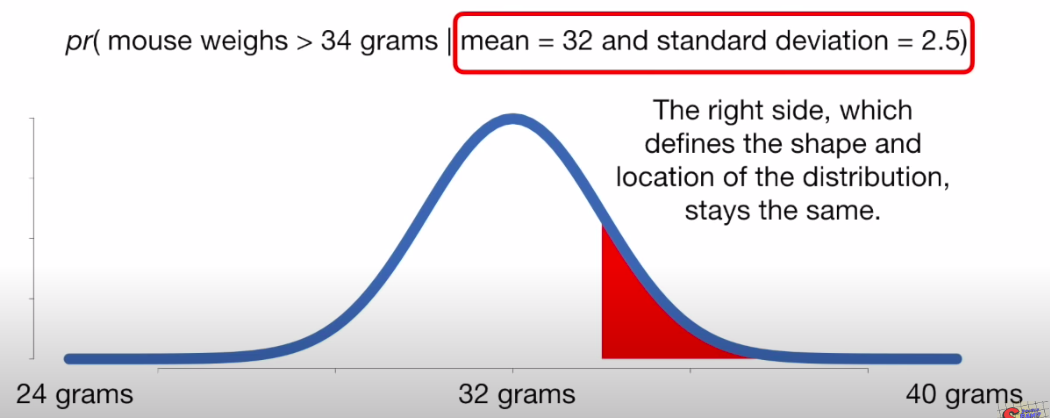 pr( mouse weighs > 34 grams | mean = 32 and standard deviation = 2.5)
The right side, which
defines the shape and
location of the distribution,
stays the same.
24 grams
32 grams
40 grams